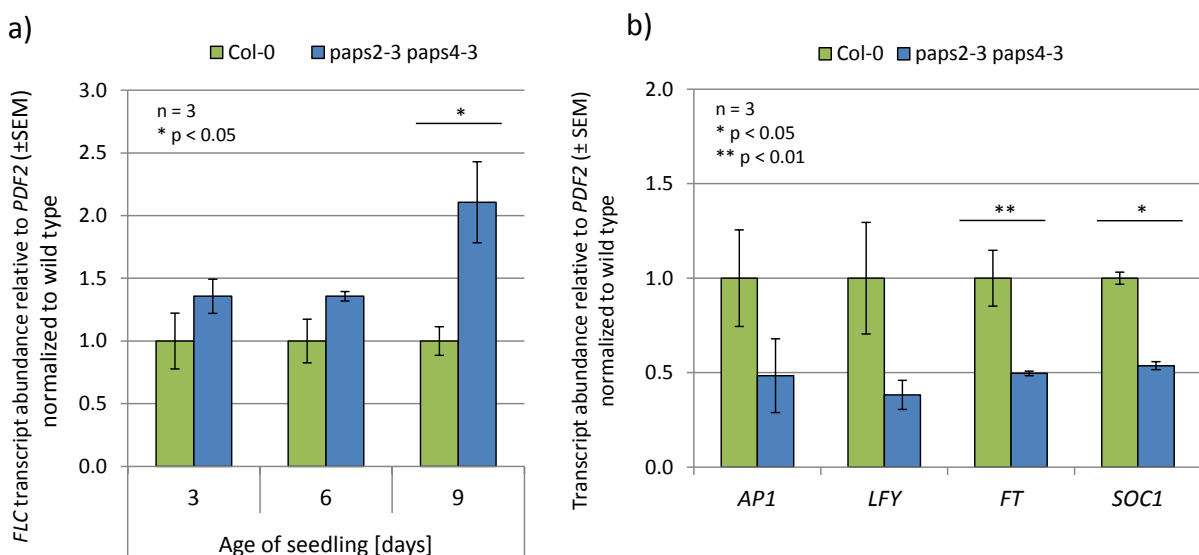 a)
Col-0 paps2-3 paps4-3
FLC transcript abundance relative to PDF2 (±SEM)
normalized to wild type
3.0
2.5
2.0
1.5
1.0
0.5
0.0
n = 3
* p < 0.05
*
3 6 9
Age of seedling [days]
b)
Col-0 paps2-3 paps4-3
Transcript abundance relative to PDF2 (± SEM)
normalized to wild type
2.0
1.5
1.0
0.5
0.0
n = 3
* p < 0.05
** p < 0.01
** *
AP1 LFY FT SOC1